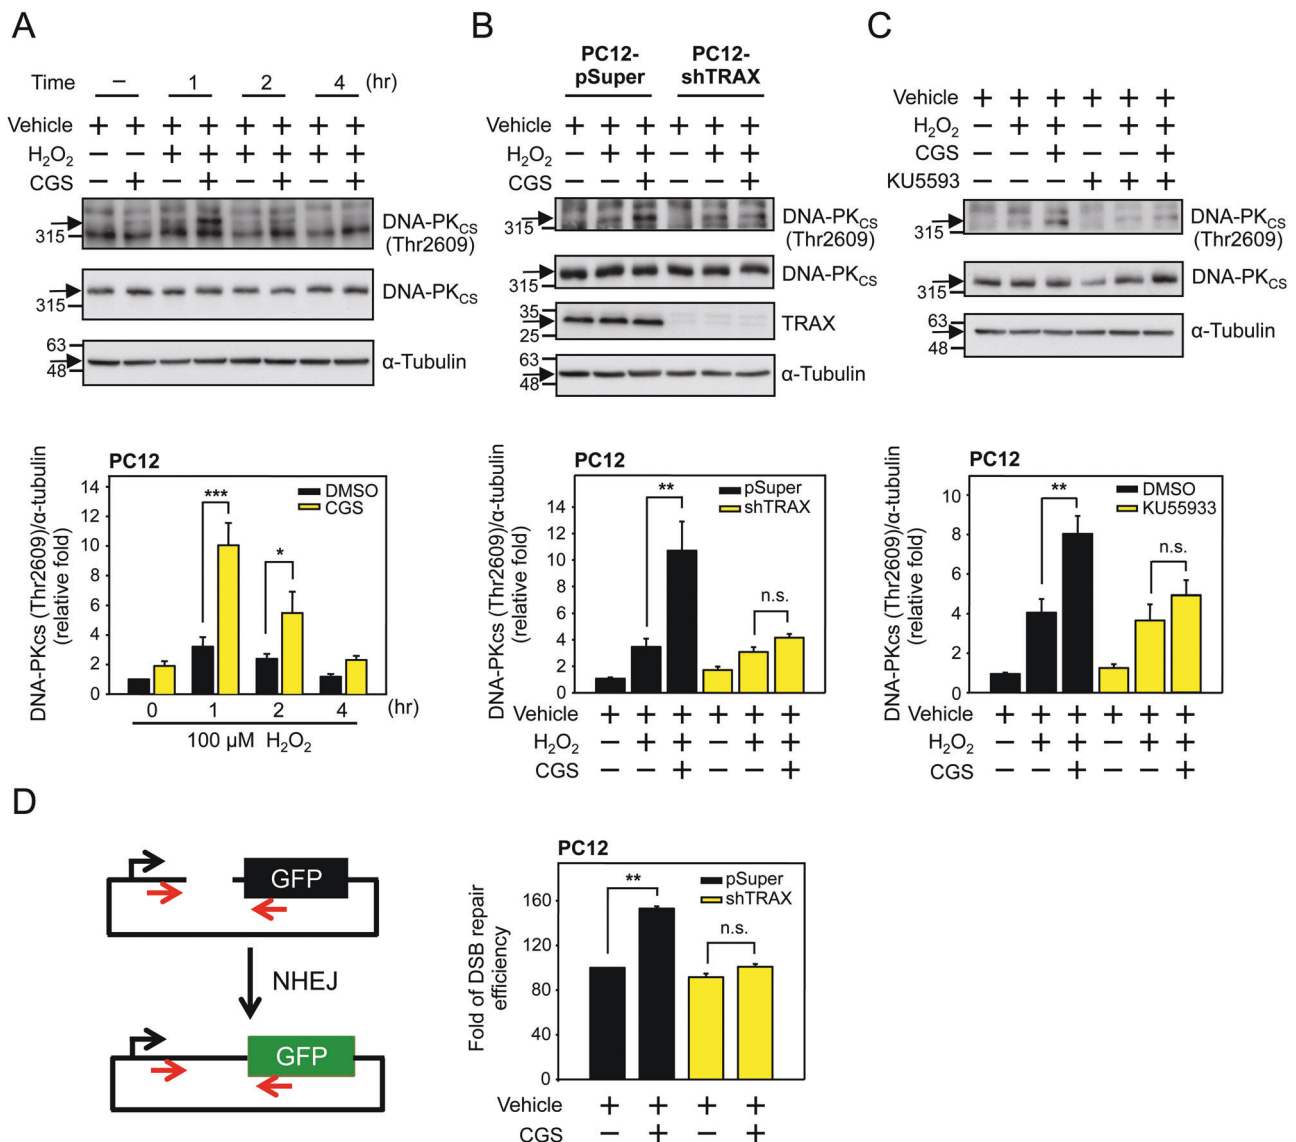 A
Time – 1 2 4 (hr)
Vehicle + + + + + + + +
H₂O₂ – – + + + + + +
CGS – + – + – + – +
DNA-PKCS
(Thr2609)
315
DNA-PKCS
315
63
α-Tubulin
48
PC12
DNA-PKcs (Thr2609)/α-tubulin
(relative fold)
14
12
10
8
6
4
2
0
DMSO
CGS
***
*
0 1 2 4 (hr)
100 µM H₂O₂
B
PC12- PC12-
pSuper shTRAX
Vehicle + + + + + +
H₂O₂ – + + – + +
CGS – – + – – +
DNA-PKCS
(Thr2609)
315
DNA-PKCS
315
35
TRAX
25
63
α-Tubulin
48
PC12
DNA-PKcs (Thr2609)/α-tubulin
(relative fold)
14
12
10
8
6
4
2
0
pSuper
shTRAX
**
n.s.
Vehicle + + + + + +
H₂O₂ – + + – + +
CGS – – + – – +
C
Vehicle + + + + + +
H₂O₂ – + + – + +
CGS – – + – – +
KU5593 – – – + + +
DNA-PKCS
(Thr2609)
315
DNA-PKCS
315
63
α-Tubulin
48
PC12
DNA-PKcs (Thr2609)/α-tubulin
(relative fold)
10
8
6
4
2
0
DMSO
KU55933
**
n.s.
Vehicle + + + + + +
H₂O₂ – + + – + +
CGS – – + – – +
D
GFP
NHEJ
GFP
PC12
Fold of DSB repair
efficiency
160
120
80
40
0
pSuper
shTRAX
**
n.s.
Vehicle + + + +
CGS – + – +